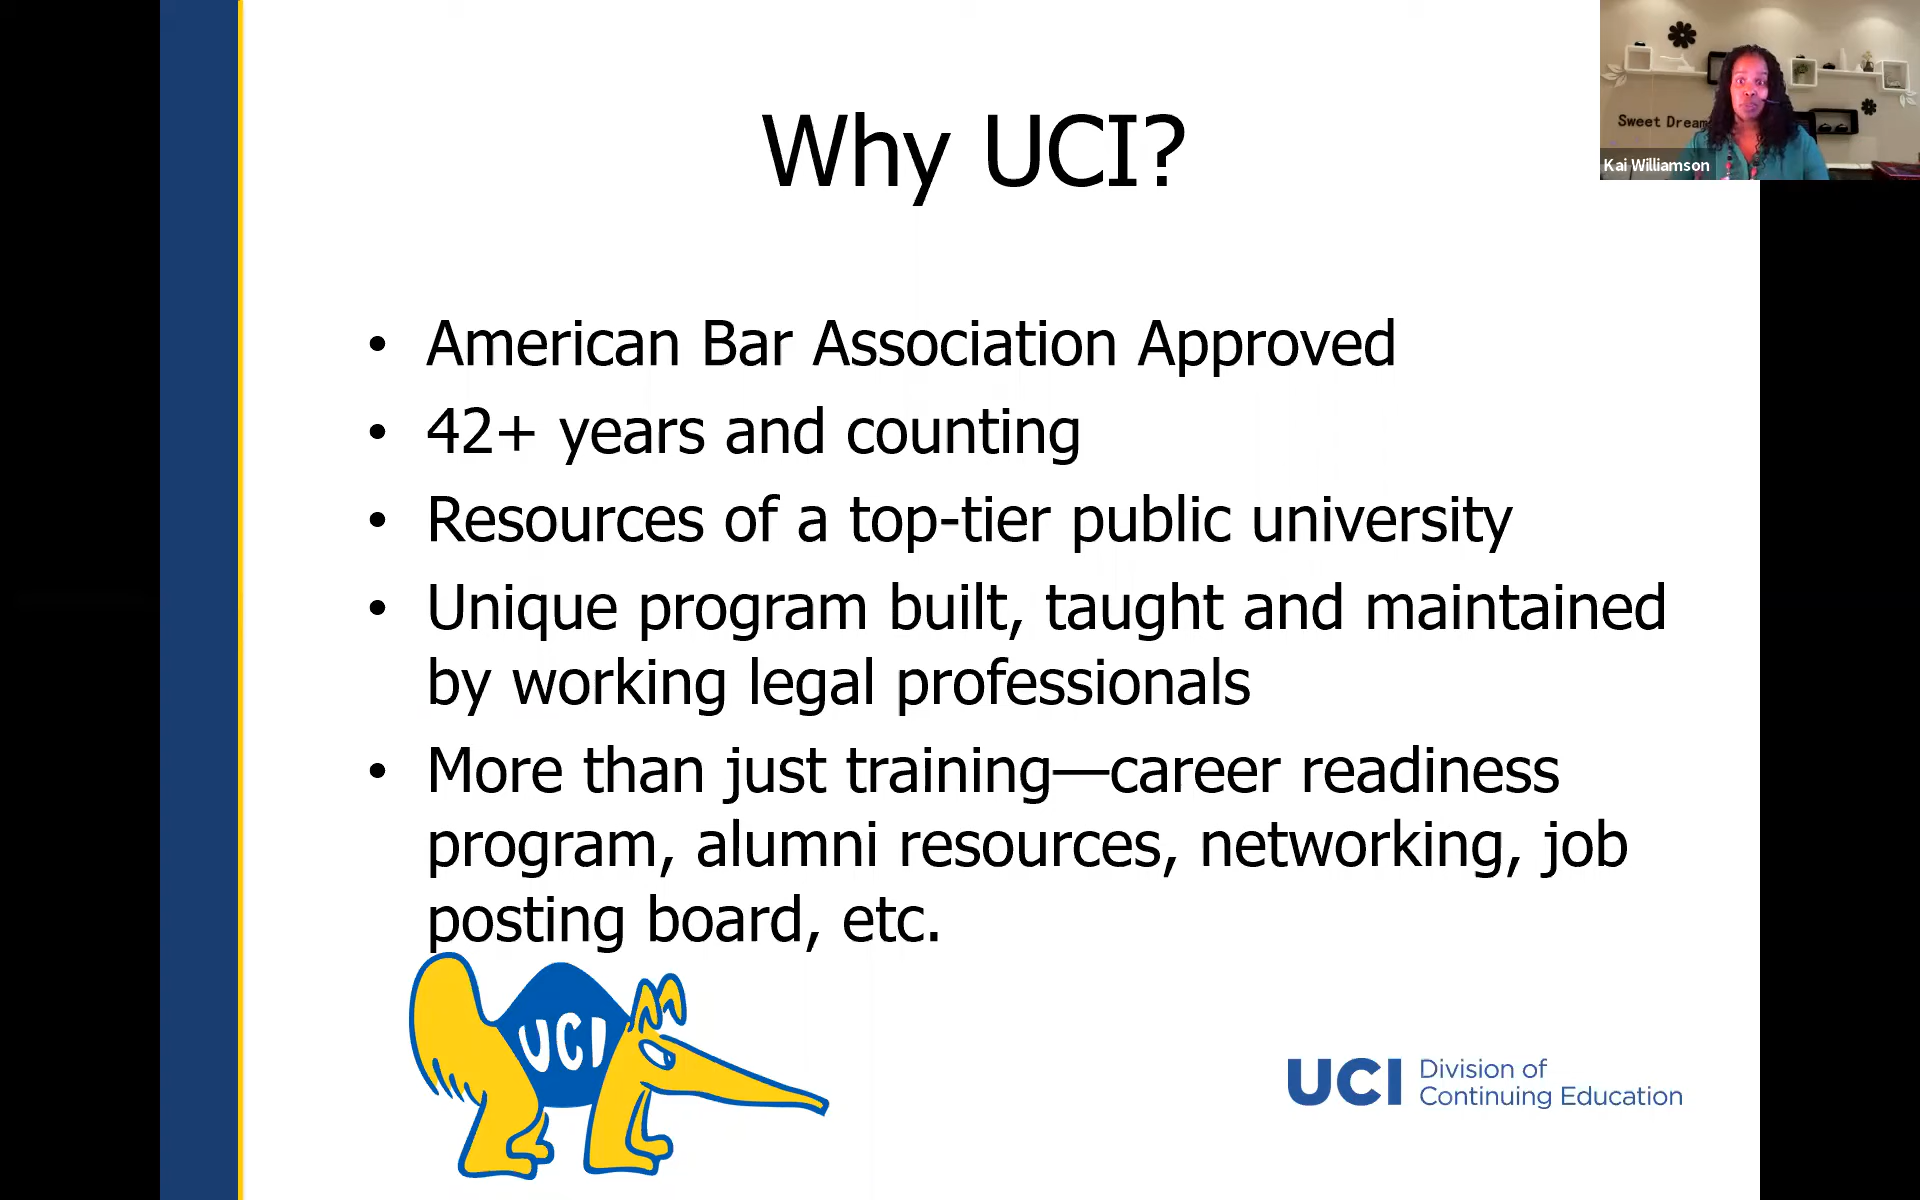 Why UCI?
Sweet Dream
Kai Williamson
• American Bar Association Approved
• 42+ years and counting
• Resources of a top-tier public university
• Unique program built, taught and maintained
by working legal professionals
• More than just training—career readiness
program, alumni resources, networking, job
posting board, etc.
UCI
UCI Division of
Continuing Education